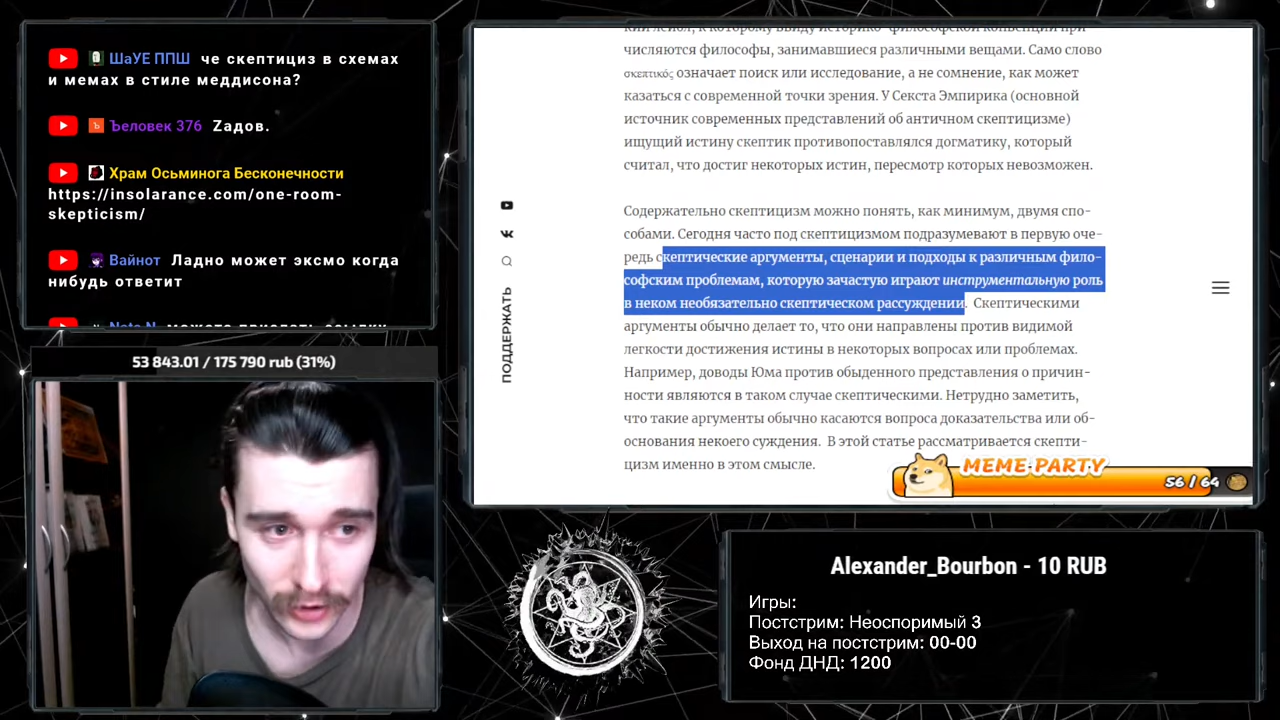 ШаУЕ ППШ че скептициз в схемах
и мемах в стиле меддисона?
Ъеловек 376 Zадов.
Храм Осьминога Бесконечности
https://insolarance.com/one-room-
skepticism/
Вайнот Ладно может эксмо когда
нибудь ответит
53 843.01 / 175 790 rub (31%)
числяются философы, занимавшиеся различными вещами. Само слово
σκεπτικός означает поиск или исследование, а не сомнение, как может
казаться с современной точки зрения. У Секста Эмпирика (основной
источник современных представлений об античном скептицизме)
ищущий истину скептик противопоставлялся догматику, который
считал, что достиг некоторых истин, пересмотр которых невозможен.
Содержательно скептицизм можно понять, как минимум, двумя спо-
собами. Сегодня часто под скептицизмом подразумевают в первую оче-
редь скептические аргументы, сценарии и подходы к различным фило-
софским проблемам, которую зачастую играют инструментальную роль
в неком необязательно скептическом рассуждении. Скептическими
аргументы обычно делает то, что они направлены против видимой
легкости достижения истины в некоторых вопросах или проблемах.
Например, доводы Юма против обыденного представления о причин-
ности являются в таком случае скептическими. Нетрудно заметить,
что такие аргументы обычно касаются вопроса доказательства или об-
основания некоего суждения. В этой статье рассматривается скепти-
цизм именно в этом смысле.
ПОДДЕРЖАТЬ
MEME PARTY
56 / 64
Alexander_Bourbon - 10 RUB
Игры:
Постстрим: Неоспоримый 3
Выход на постстрим: 00-00
Фонд ДНД: 1200